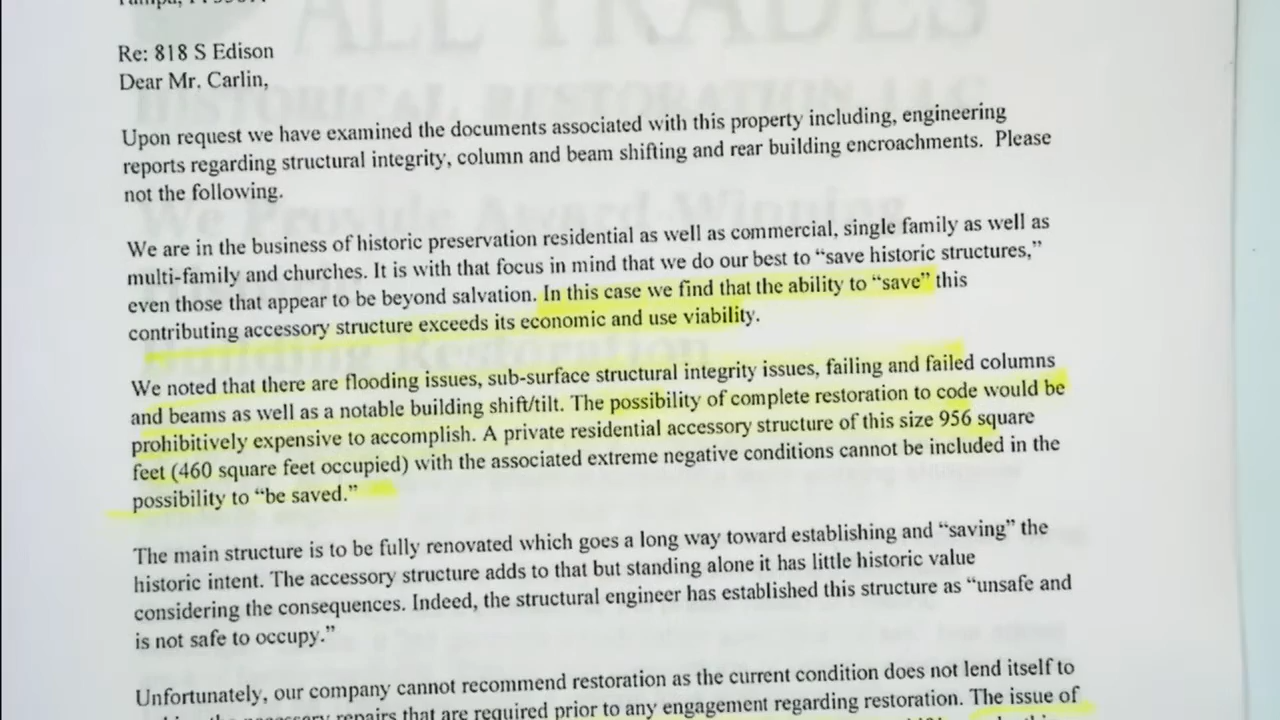 Tampa,
Re: 818 S Edison
Dear Mr. Carlin,
Upon request we have examined the documents associated with this property including, engineering
reports regarding structural integrity, column and beam shifting and rear building encroachments. Please
not the following.
We are in the business of historic preservation residential as well as commercial, single family as well as
multi-family and churches. It is with that focus in mind that we do our best to “save historic structures,”
even those that appear to be beyond salvation. In this case we find that the ability to “save” this
contributing accessory structure exceeds its economic and use viability.
We noted that there are flooding issues, sub-surface structural integrity issues, failing and failed columns
and beams as well as a notable building shift/tilt. The possibility of complete restoration to code would be
prohibitively expensive to accomplish. A private residential accessory structure of this size 956 square
feet (460 square feet occupied) with the associated extreme negative conditions cannot be included in the
possibility to “be saved.”
The main structure is to be fully renovated which goes a long way toward establishing and “saving” the
historic intent. The accessory structure adds to that but standing alone it has little historic value
considering the consequences. Indeed, the structural engineer has established this structure as “unsafe and
is not safe to occupy.”
Unfortunately, our company cannot recommend restoration as the current condition does not lend itself to
repairs that are required prior to any engagement regarding restoration. The issue of
ALL TRADES
HISTORICAL RESTORATION LLC
We Provide Award-Winning
Building Restoration